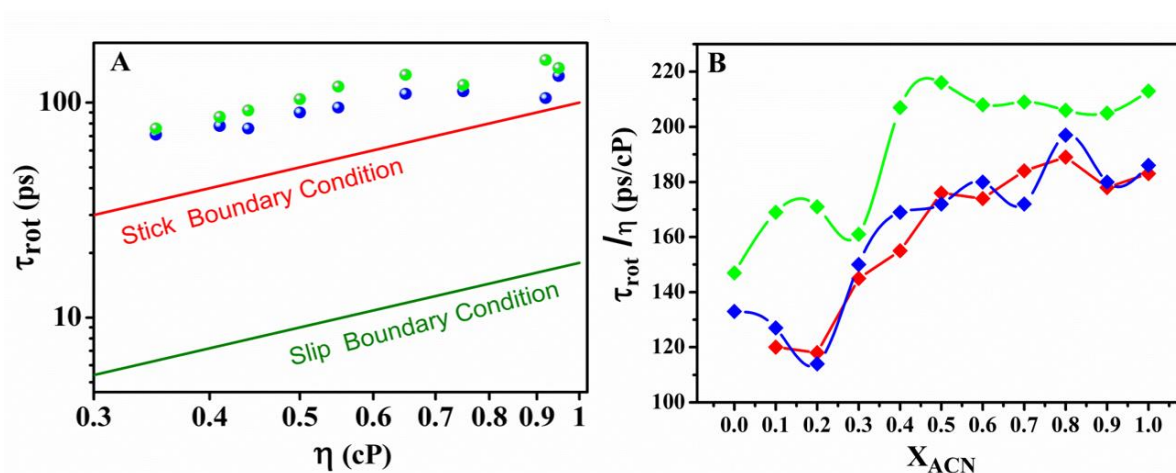 A
τrot (ps)
100
10
Stick Boundary Condition
Slip Boundary Condition
0.3 0.4 0.5 0.6 0.7 0.8 0.9 1
η (cP)
B
τrot /η (ps/cP)
220
200
180
160
140
120
100
0.0 0.1 0.2 0.3 0.4 0.5 0.6 0.7 0.8 0.9 1.0
XACN